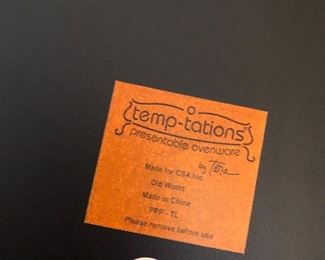 temp-tations®
presentable ovenware
by Tara
Made for CSA, Inc.
Old World
Made in China
PPP - TL
Please remove before use